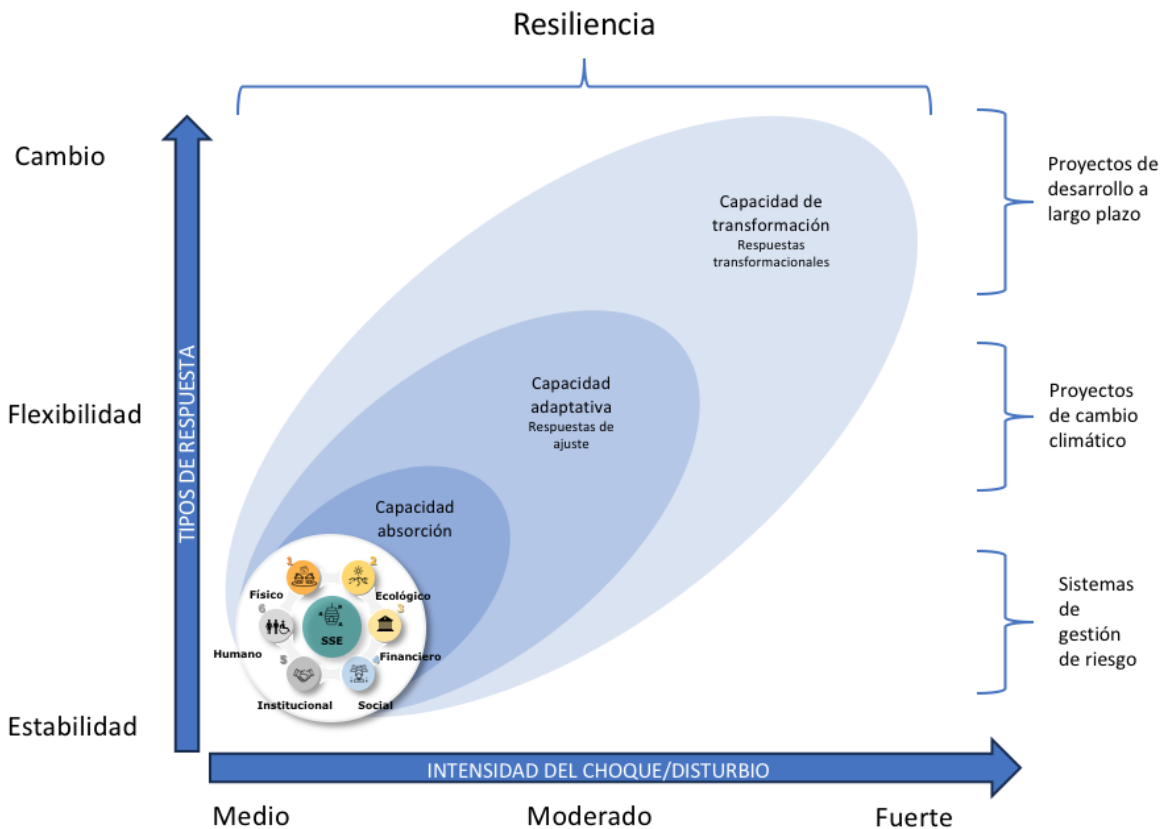 Resiliencia
Cambio
Flexibilidad
Estabilidad
TIPOS DE RESPUESTA
Capacidad de
transformación
Respuestas
transformacionales
Capacidad
adaptativa
Respuestas de
ajuste
Capacidad
absorción
1
2
Físico
Ecológico
6
3
SSE
Humano
Financiero
5
4
Institucional
Social
Proyectos de
desarrollo a
largo plazo
Proyectos
de cambio
climático
Sistemas
de
gestión
de riesgo
INTENSIDAD DEL CHOQUE/DISTURBIO
Medio
Moderado
Fuerte